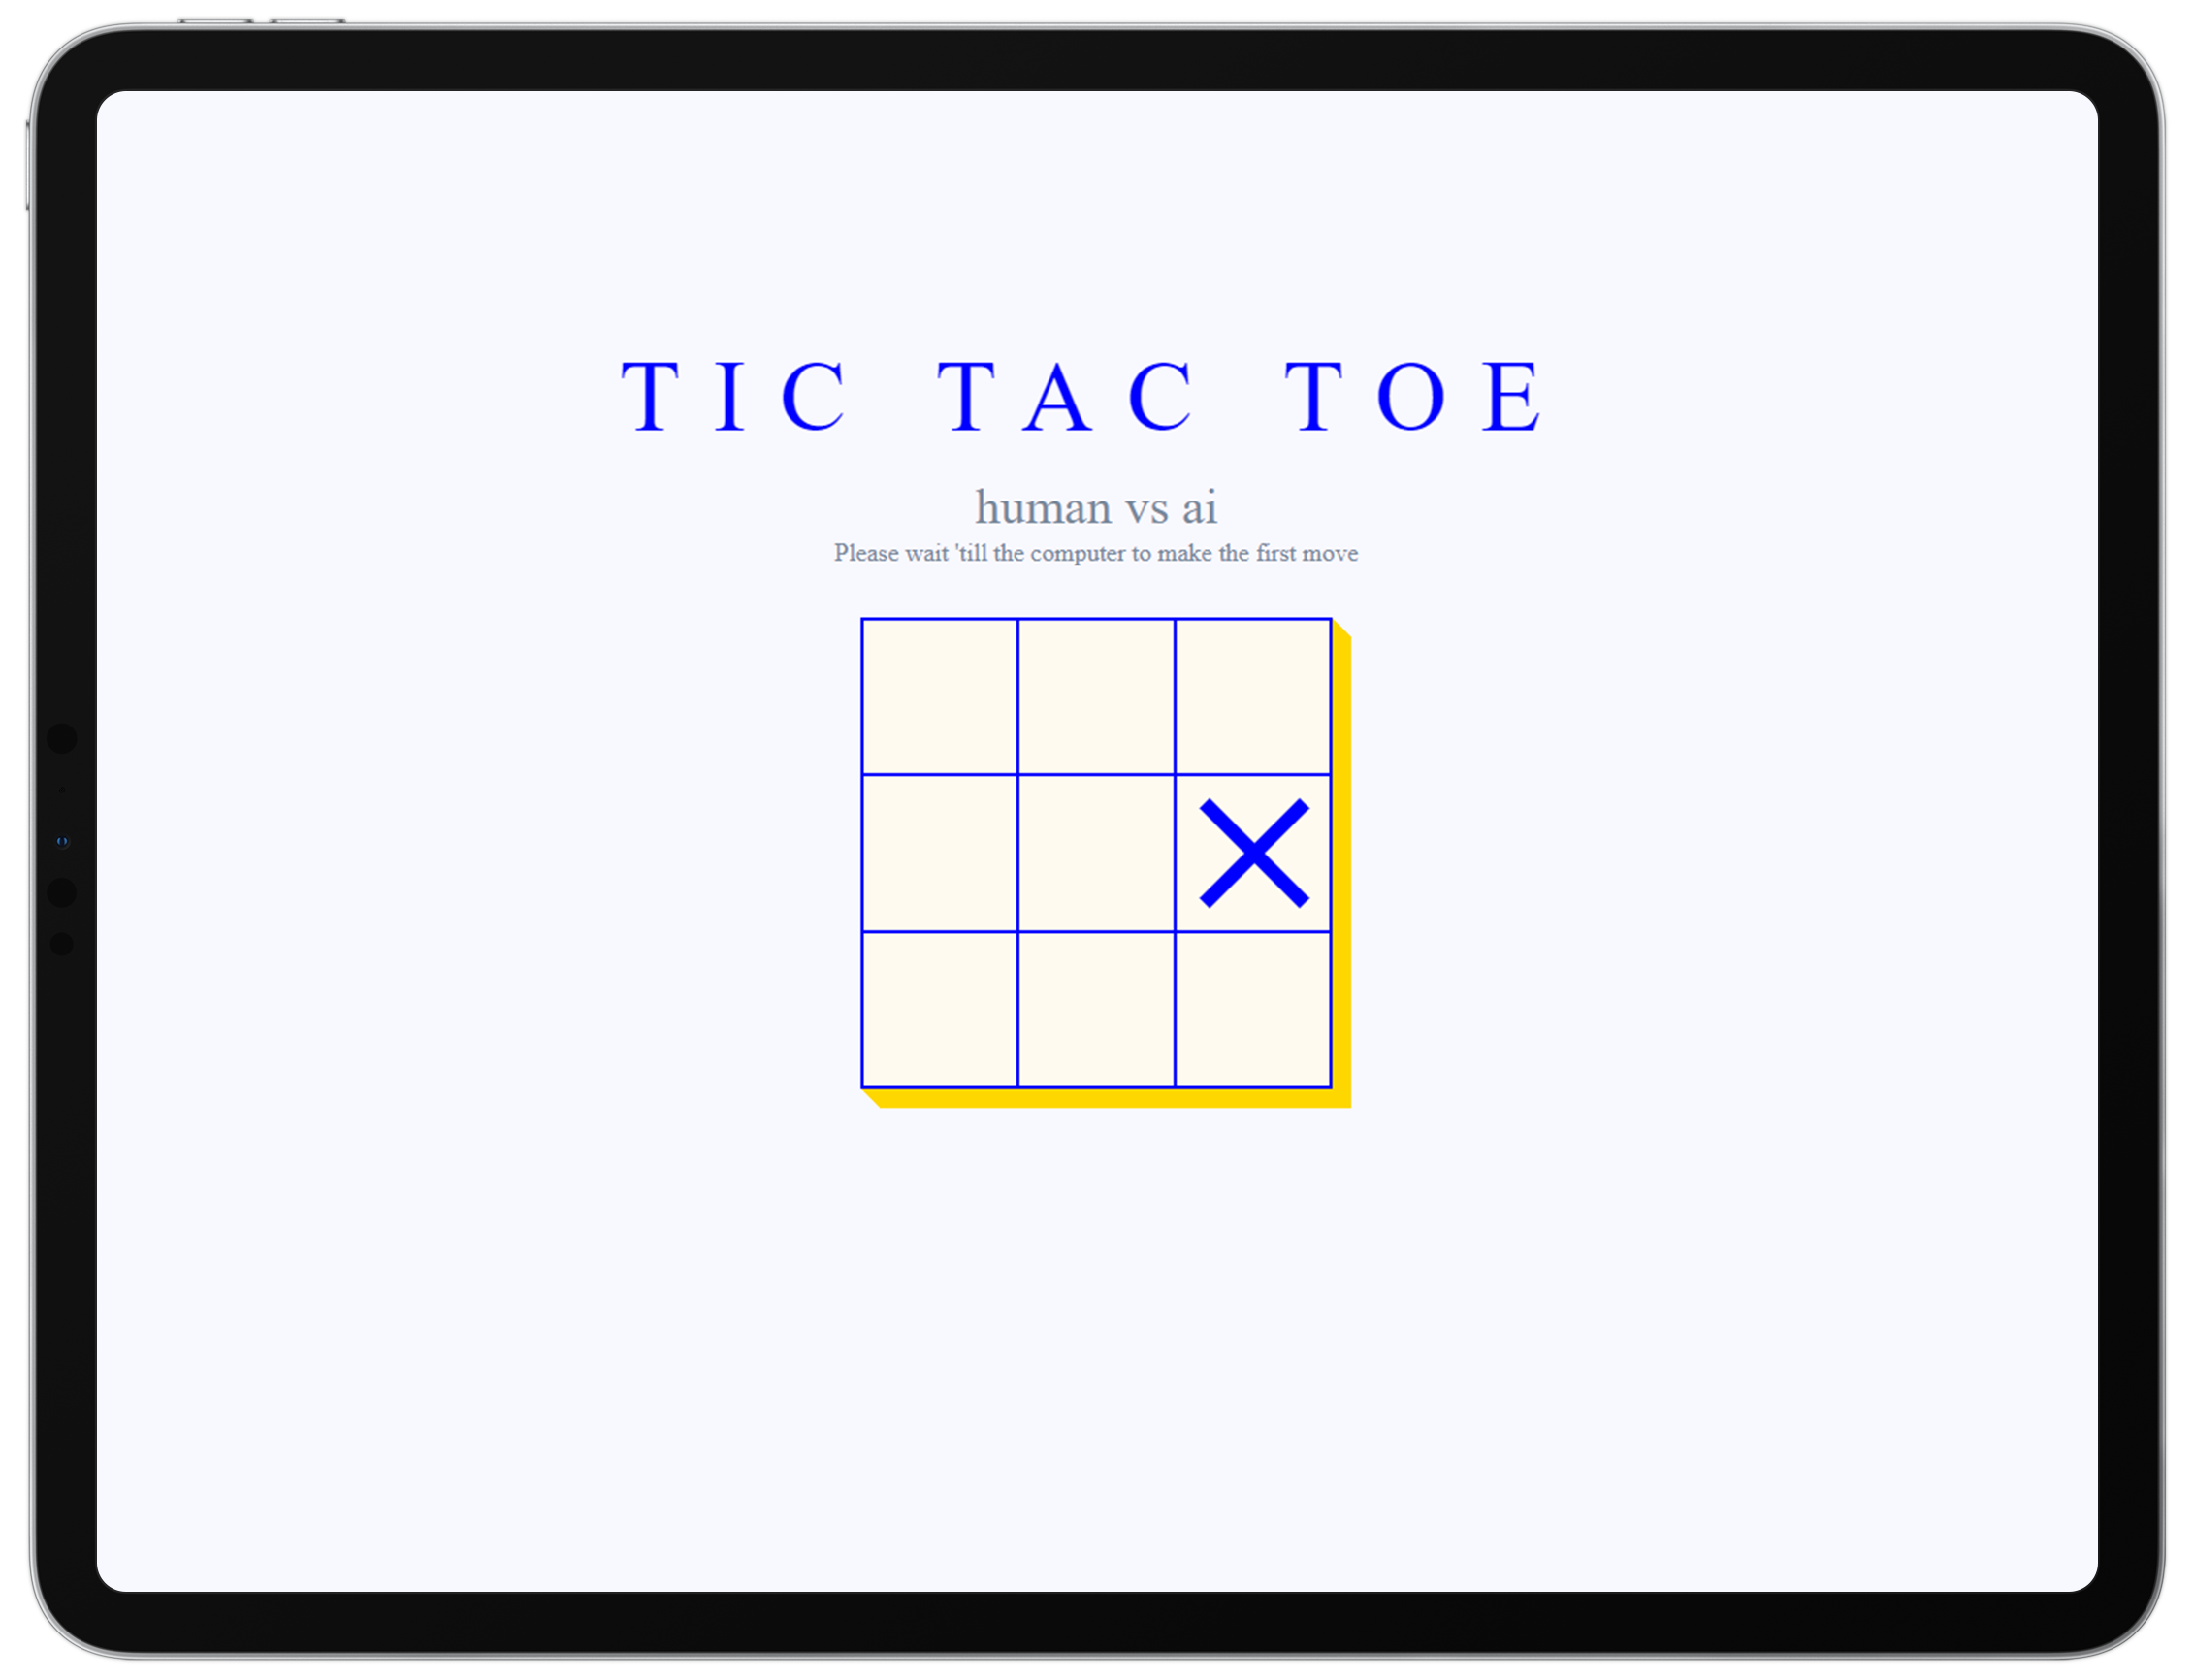 TIC TAC TOE
human vs ai
Please wait 'till the computer to make the first move